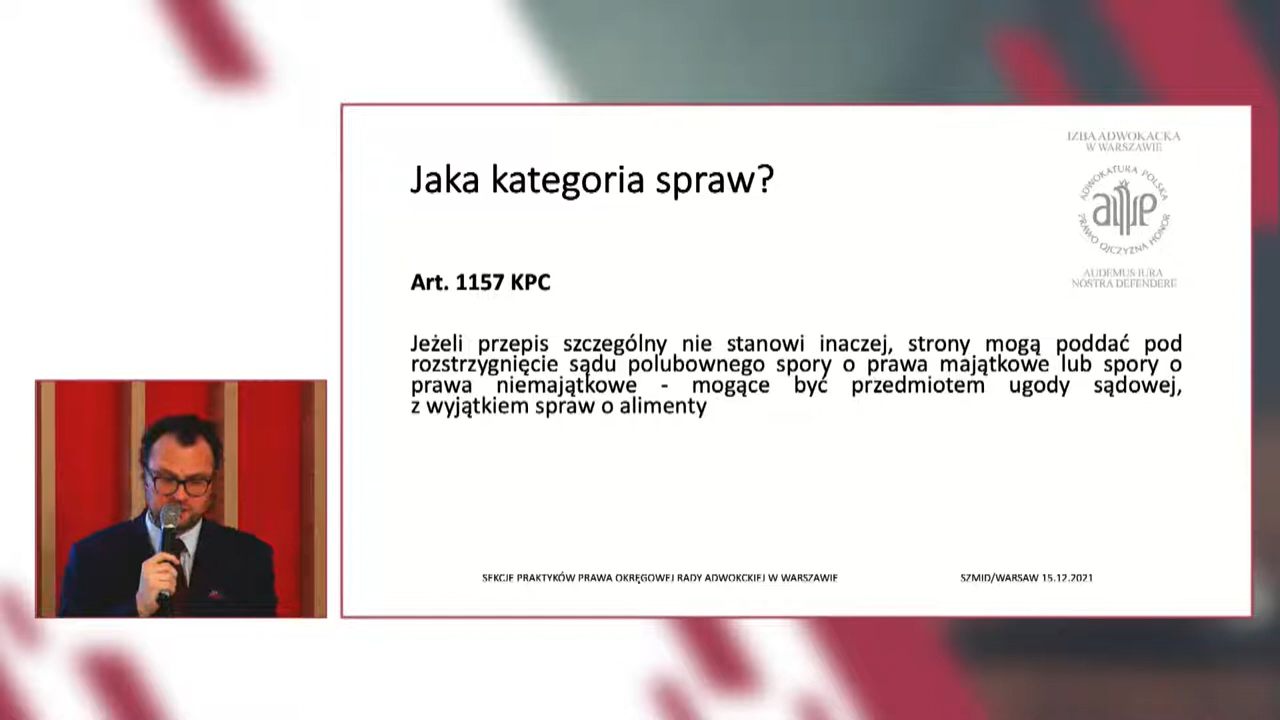 IZBA ADWOKACKA
W WARSZAWIE
Jaka kategoria spraw?
ADWOKATURA POLSKA
PRAWO OJCZYZNA HONOR
AUDEMUS IURA
NOSTRA DEFENDERE
Art. 1157 KPC
Jeżeli przepis szczególny nie stanowi inaczej, strony mogą poddać pod
rozstrzygnięcie sądu polubownego spory o prawa majątkowe lub spory o
prawa niemajątkowe - mogące być przedmiotem ugody sądowej,
z wyjątkiem spraw o alimenty
SEKCJE PRAKTYKÓW PRAWA OKRĘGOWEJ RADY ADWOKCKIEJ W WARSZAWIE
SZMID/WARSAW 15.12.2021